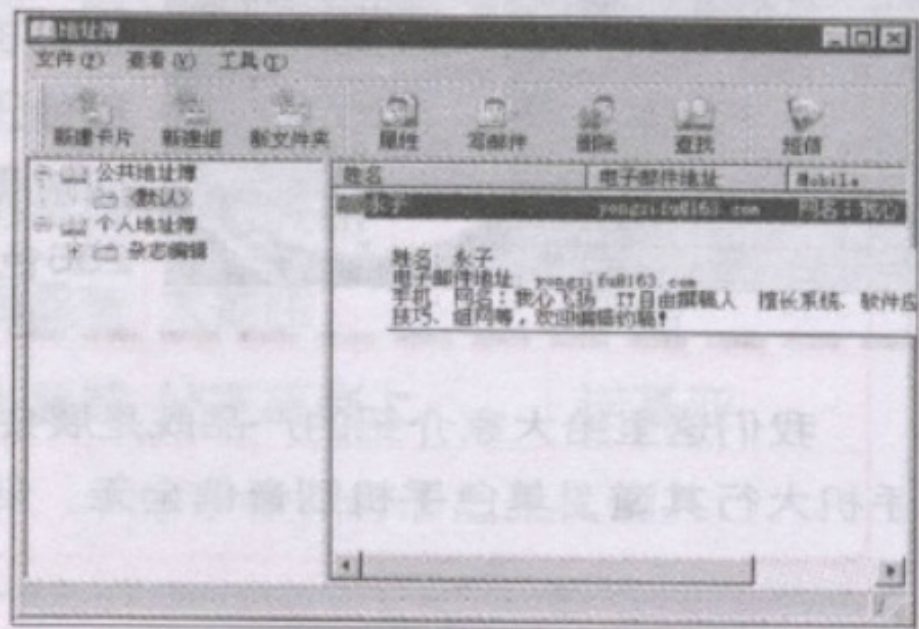 地址簿
文件(F) 查看(V) 工具(T)
新建卡片 新建组 新文件夹 属性 写邮件 删除 查找 短信
公共地址簿
(默认)
个人地址簿
杂志编辑
姓名 电子邮件地址 Mobile
永子 yongzifu@163.com 网名:我心
姓名: 永子
电子邮件地址: yongzifu@163.com
手机: 网名:我心飞扬 IT自由撰稿人 擅长系统、软件应
技巧、组网等,欢迎编辑约稿!